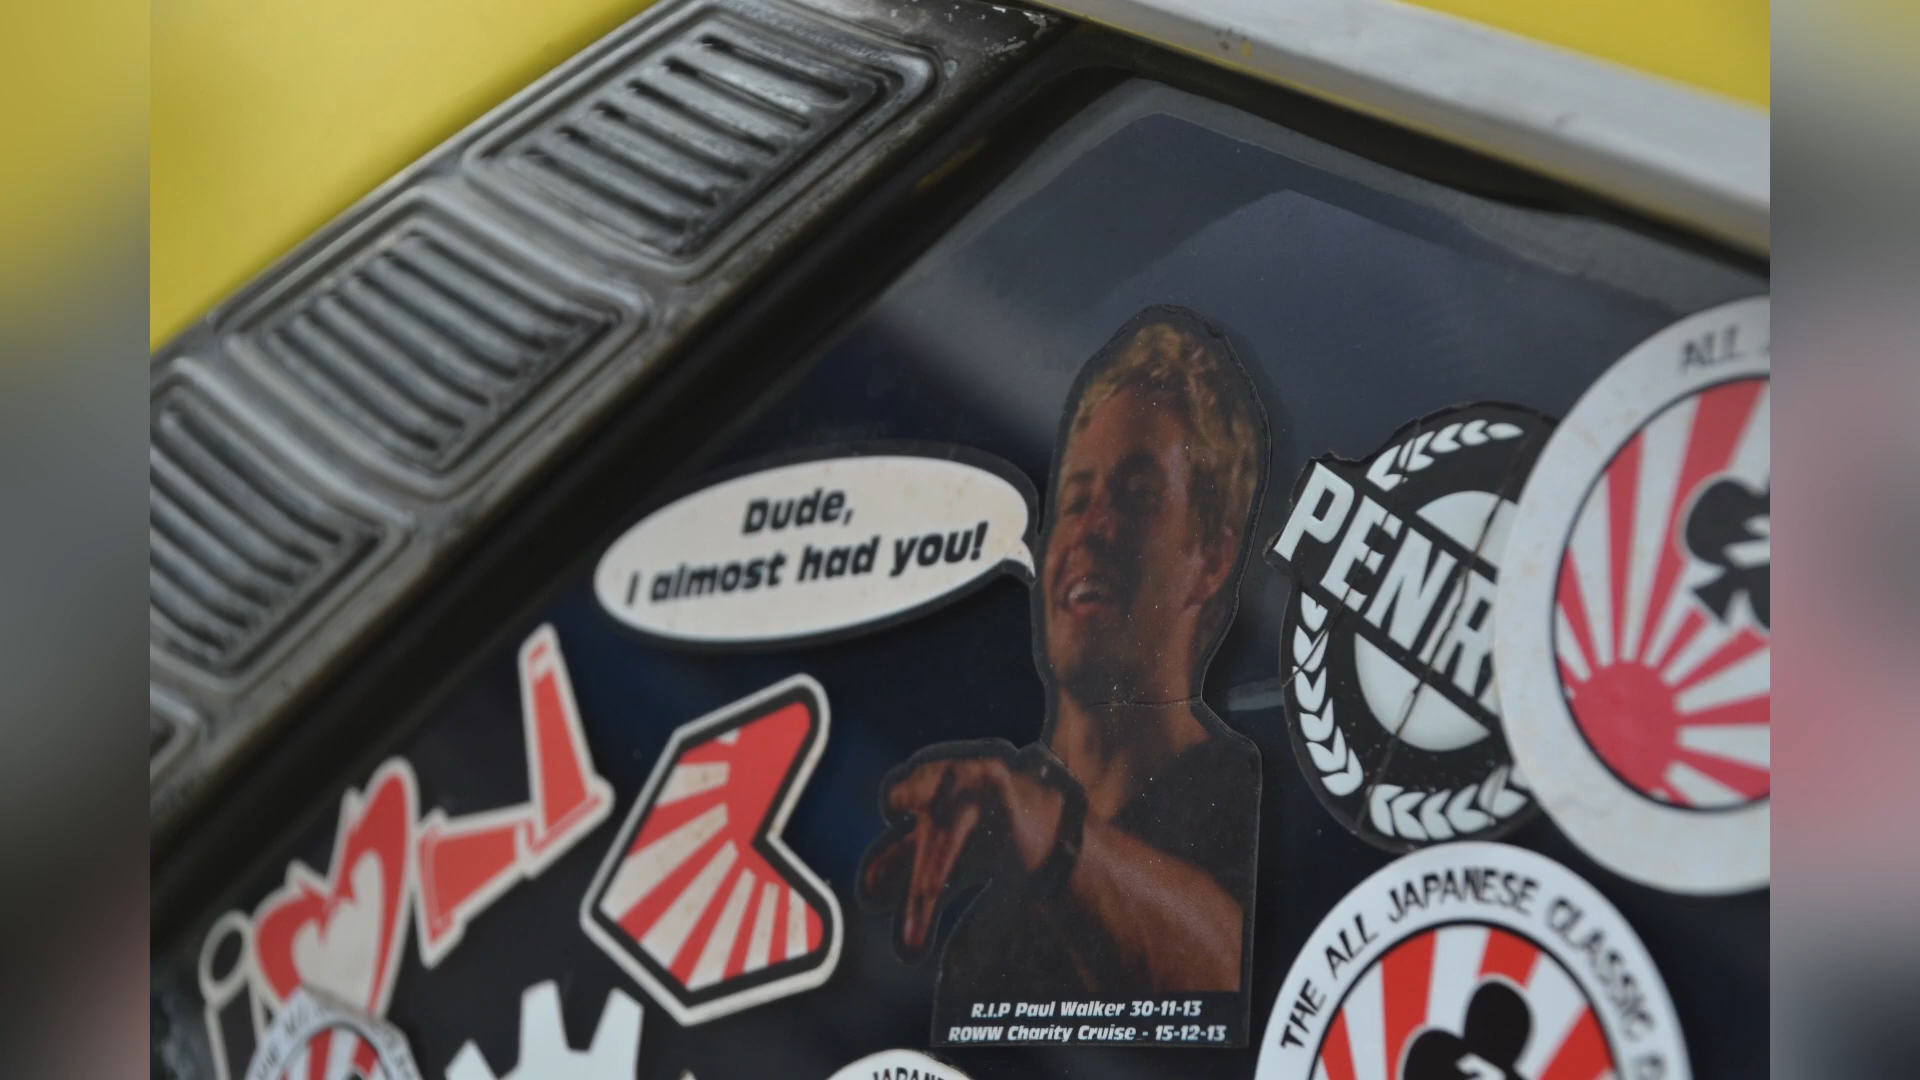 Dude,
I almost had you!
R.I.P Paul Walker 30-11-13
ROWW Charity Cruise - 15-12-13
ALL
THE ALL JAPANESE CLASSIC
i